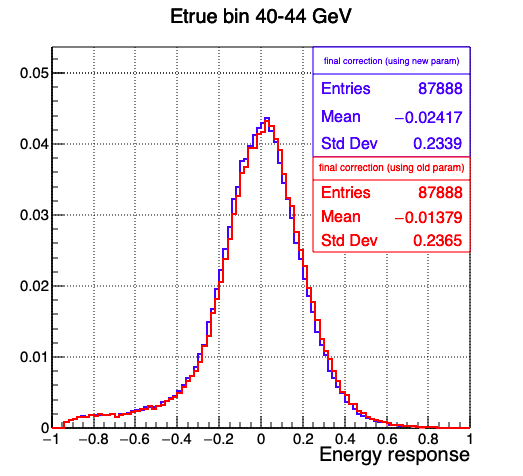 Etrue bin 40-44 GeV
final correction (using new param)
Entries 87888
Mean −0.02417
Std Dev 0.2339
final correction (using old param)
Entries 87888
Mean −0.01379
Std Dev 0.2365
0.05
0.04
0.03
0.02
0.01
0
−1 −0.8 −0.6 −0.4 −0.2 0 0.2 0.4 0.6 0.8 1
Energy response